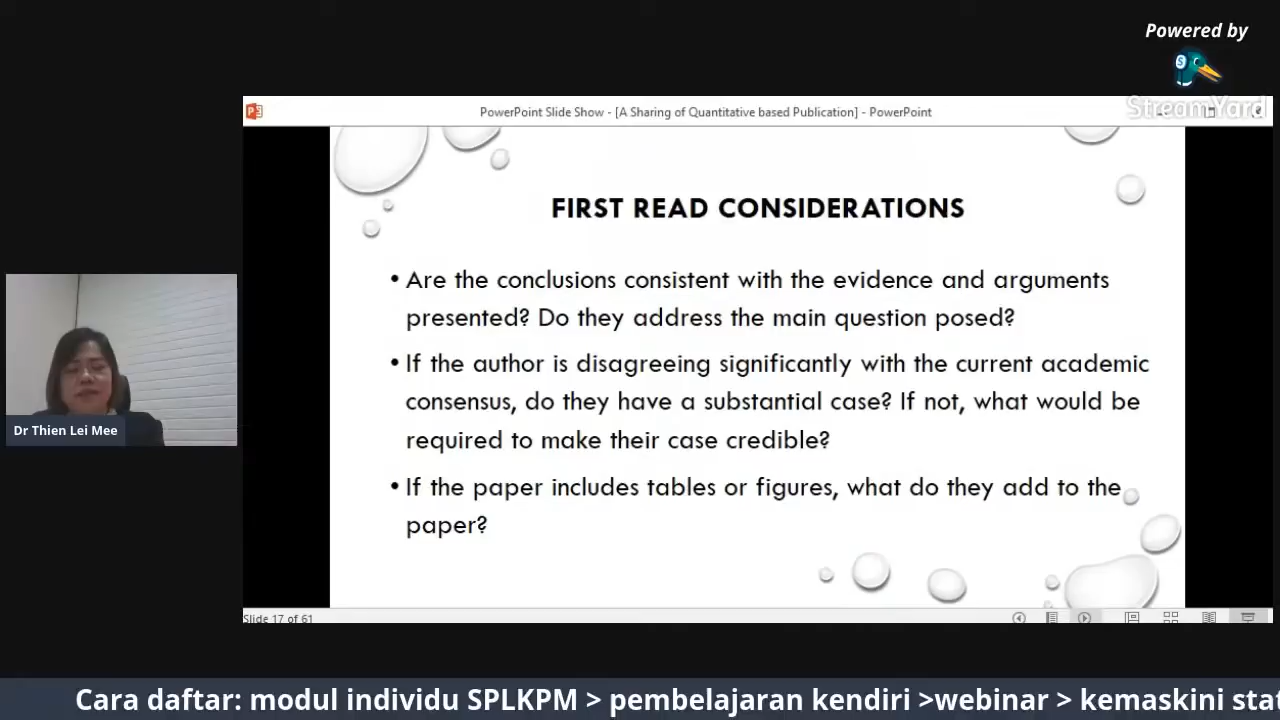 Powered by
StreamYard
PowerPoint Slide Show - [A Sharing of Quantitative based Publication] - PowerPoint
FIRST READ CONSIDERATIONS
• Are the conclusions consistent with the evidence and arguments
presented? Do they address the main question posed?
• If the author is disagreeing significantly with the current academic
consensus, do they have a substantial case? If not, what would be
required to make their case credible?
• If the paper includes tables or figures, what do they add to the
paper?
Dr Thien Lei Mee
Slide 17 of 61
Cara daftar: modul individu SPLKPM > pembelajaran kendiri >webinar > kemaskini stat